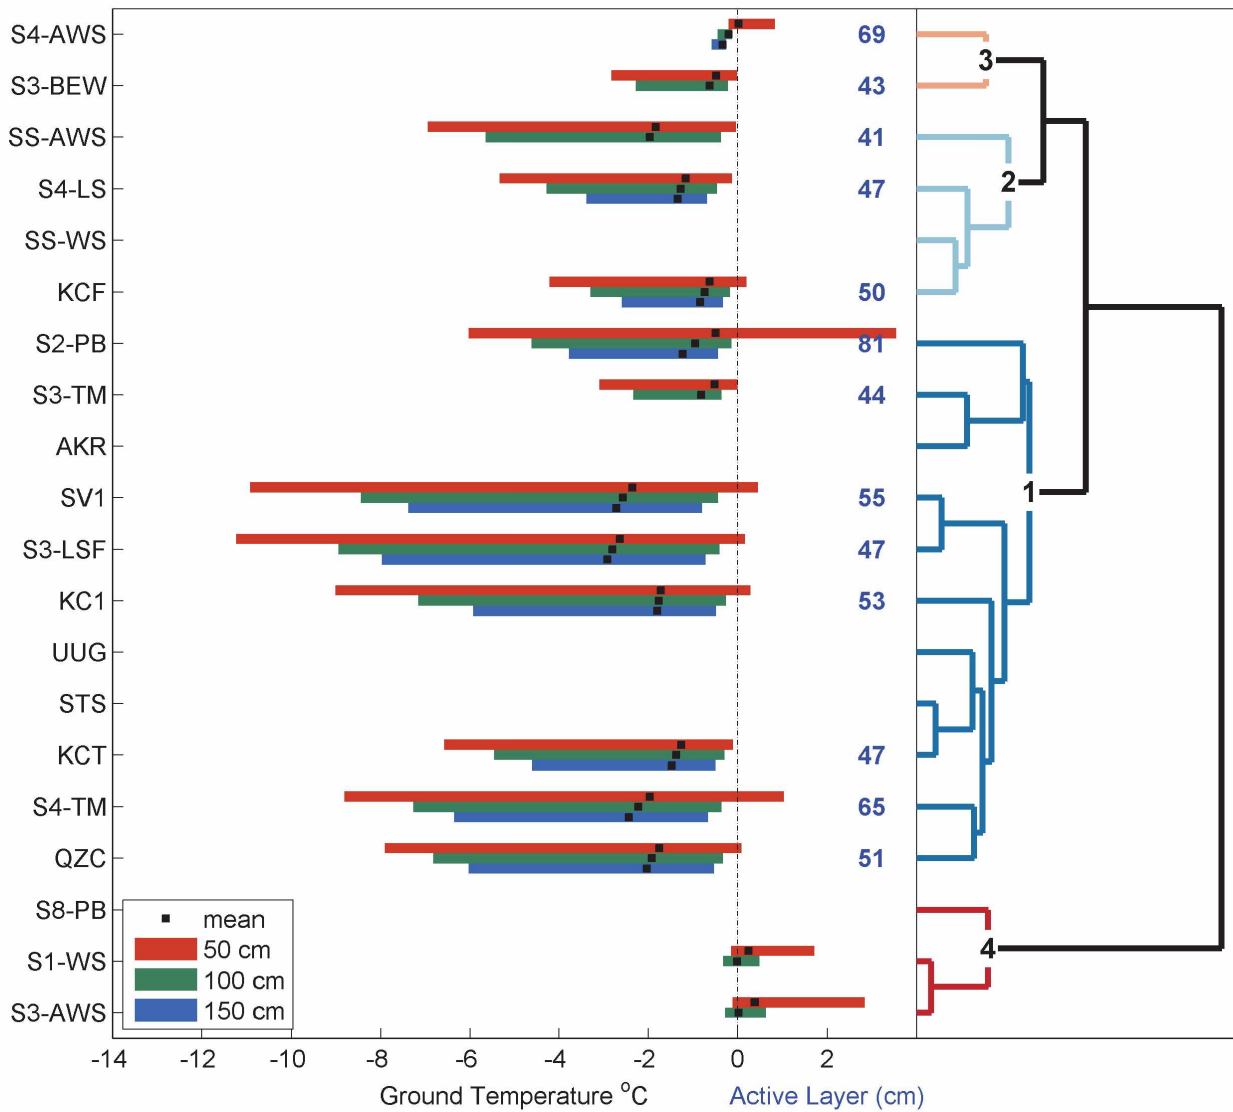 S4-AWS 69
3
S3-BEW 43
SS-AWS 41
S4-LS 47
2
SS-WS
KCF 50
S2-PB 81
S3-TM 44
AKR
SV1 55
1
S3-LSF 47
KC1 53
UUG
STS
KCT 47
S4-TM 65
QZC 51
S8-PB
S1-WS
4
S3-AWS
mean
50 cm
100 cm
150 cm
-14 -12 -10 -8 -6 -4 -2 0 2
Ground Temperature °C Active Layer (cm)